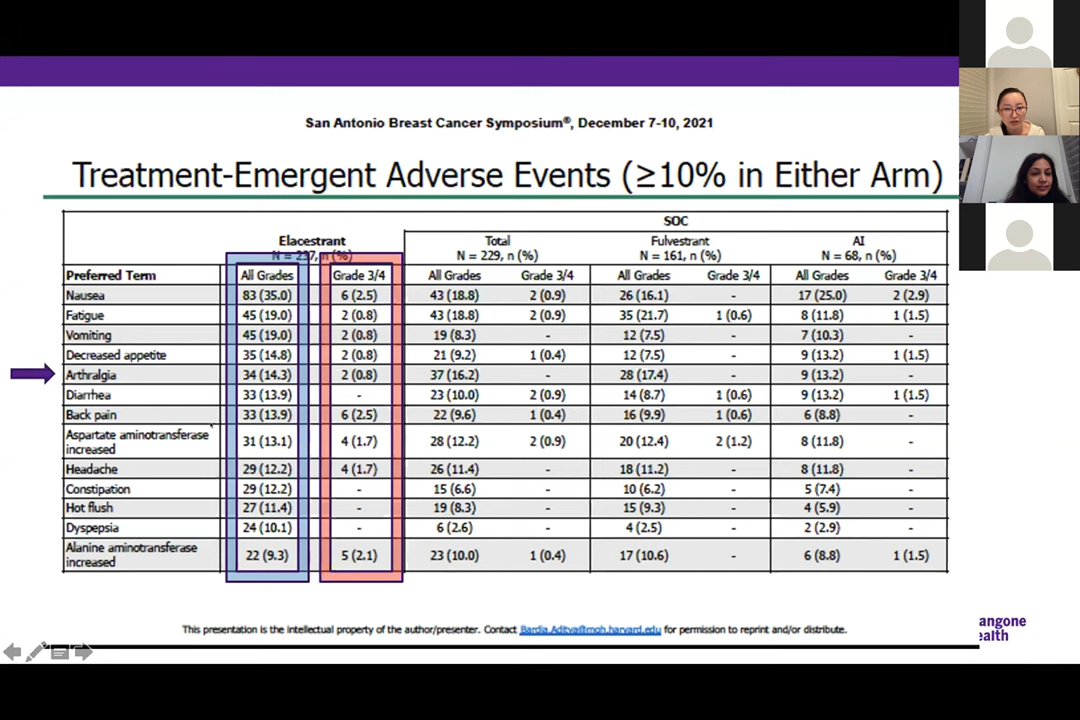 San Antonio Breast Cancer Symposium®, December 7-10, 2021
Treatment-Emergent Adverse Events (≥10% in Either Arm)
SOC
Elacestrant Total Fulvestrant AI
N = 237, n (%) N = 229, n (%) N = 161, n (%) N = 68, n (%)
Preferred Term All Grades Grade 3/4 All Grades Grade 3/4 All Grades Grade 3/4 All Grades Grade 3/4
Nausea 83 (35.0) 6 (2.5) 43 (18.8) 2 (0.9) 26 (16.1) - 17 (25.0) 2 (2.9)
Fatigue 45 (19.0) 2 (0.8) 43 (18.8) 2 (0.9) 35 (21.7) 1 (0.6) 8 (11.8) 1 (1.5)
Vomiting 45 (19.0) 2 (0.8) 19 (8.3) - 12 (7.5) - 7 (10.3) -
Decreased appetite 35 (14.8) 2 (0.8) 21 (9.2) 1 (0.4) 12 (7.5) - 9 (13.2) 1 (1.5)
Arthralgia 34 (14.3) 2 (0.8) 37 (16.2) - 28 (17.4) - 9 (13.2) -
Diarrhea 33 (13.9) - 23 (10.0) 2 (0.9) 14 (8.7) 1 (0.6) 9 (13.2) 1 (1.5)
Back pain 33 (13.9) 6 (2.5) 22 (9.6) 1 (0.4) 16 (9.9) 1 (0.6) 6 (8.8) -
Aspartate aminotransferase
increased 31 (13.1) 4 (1.7) 28 (12.2) 2 (0.9) 20 (12.4) 2 (1.2) 8 (11.8) -
Headache 29 (12.2) 4 (1.7) 26 (11.4) - 18 (11.2) - 8 (11.8) -
Constipation 29 (12.2) - 15 (6.6) - 10 (6.2) - 5 (7.4) -
Hot flush 27 (11.4) - 19 (8.3) - 15 (9.3) - 4 (5.9) -
Dyspepsia 24 (10.1) - 6 (2.6) - 4 (2.5) - 2 (2.9) -
Alanine aminotransferase
increased 22 (9.3) 5 (2.1) 23 (10.0) 1 (0.4) 17 (10.6) - 6 (8.8) 1 (1.5)
This presentation is the intellectual property of the author/presenter. Contact Bardia.Aditya@mgh.harvard.edu for permission to reprint and/or distribute.
angone
ealth